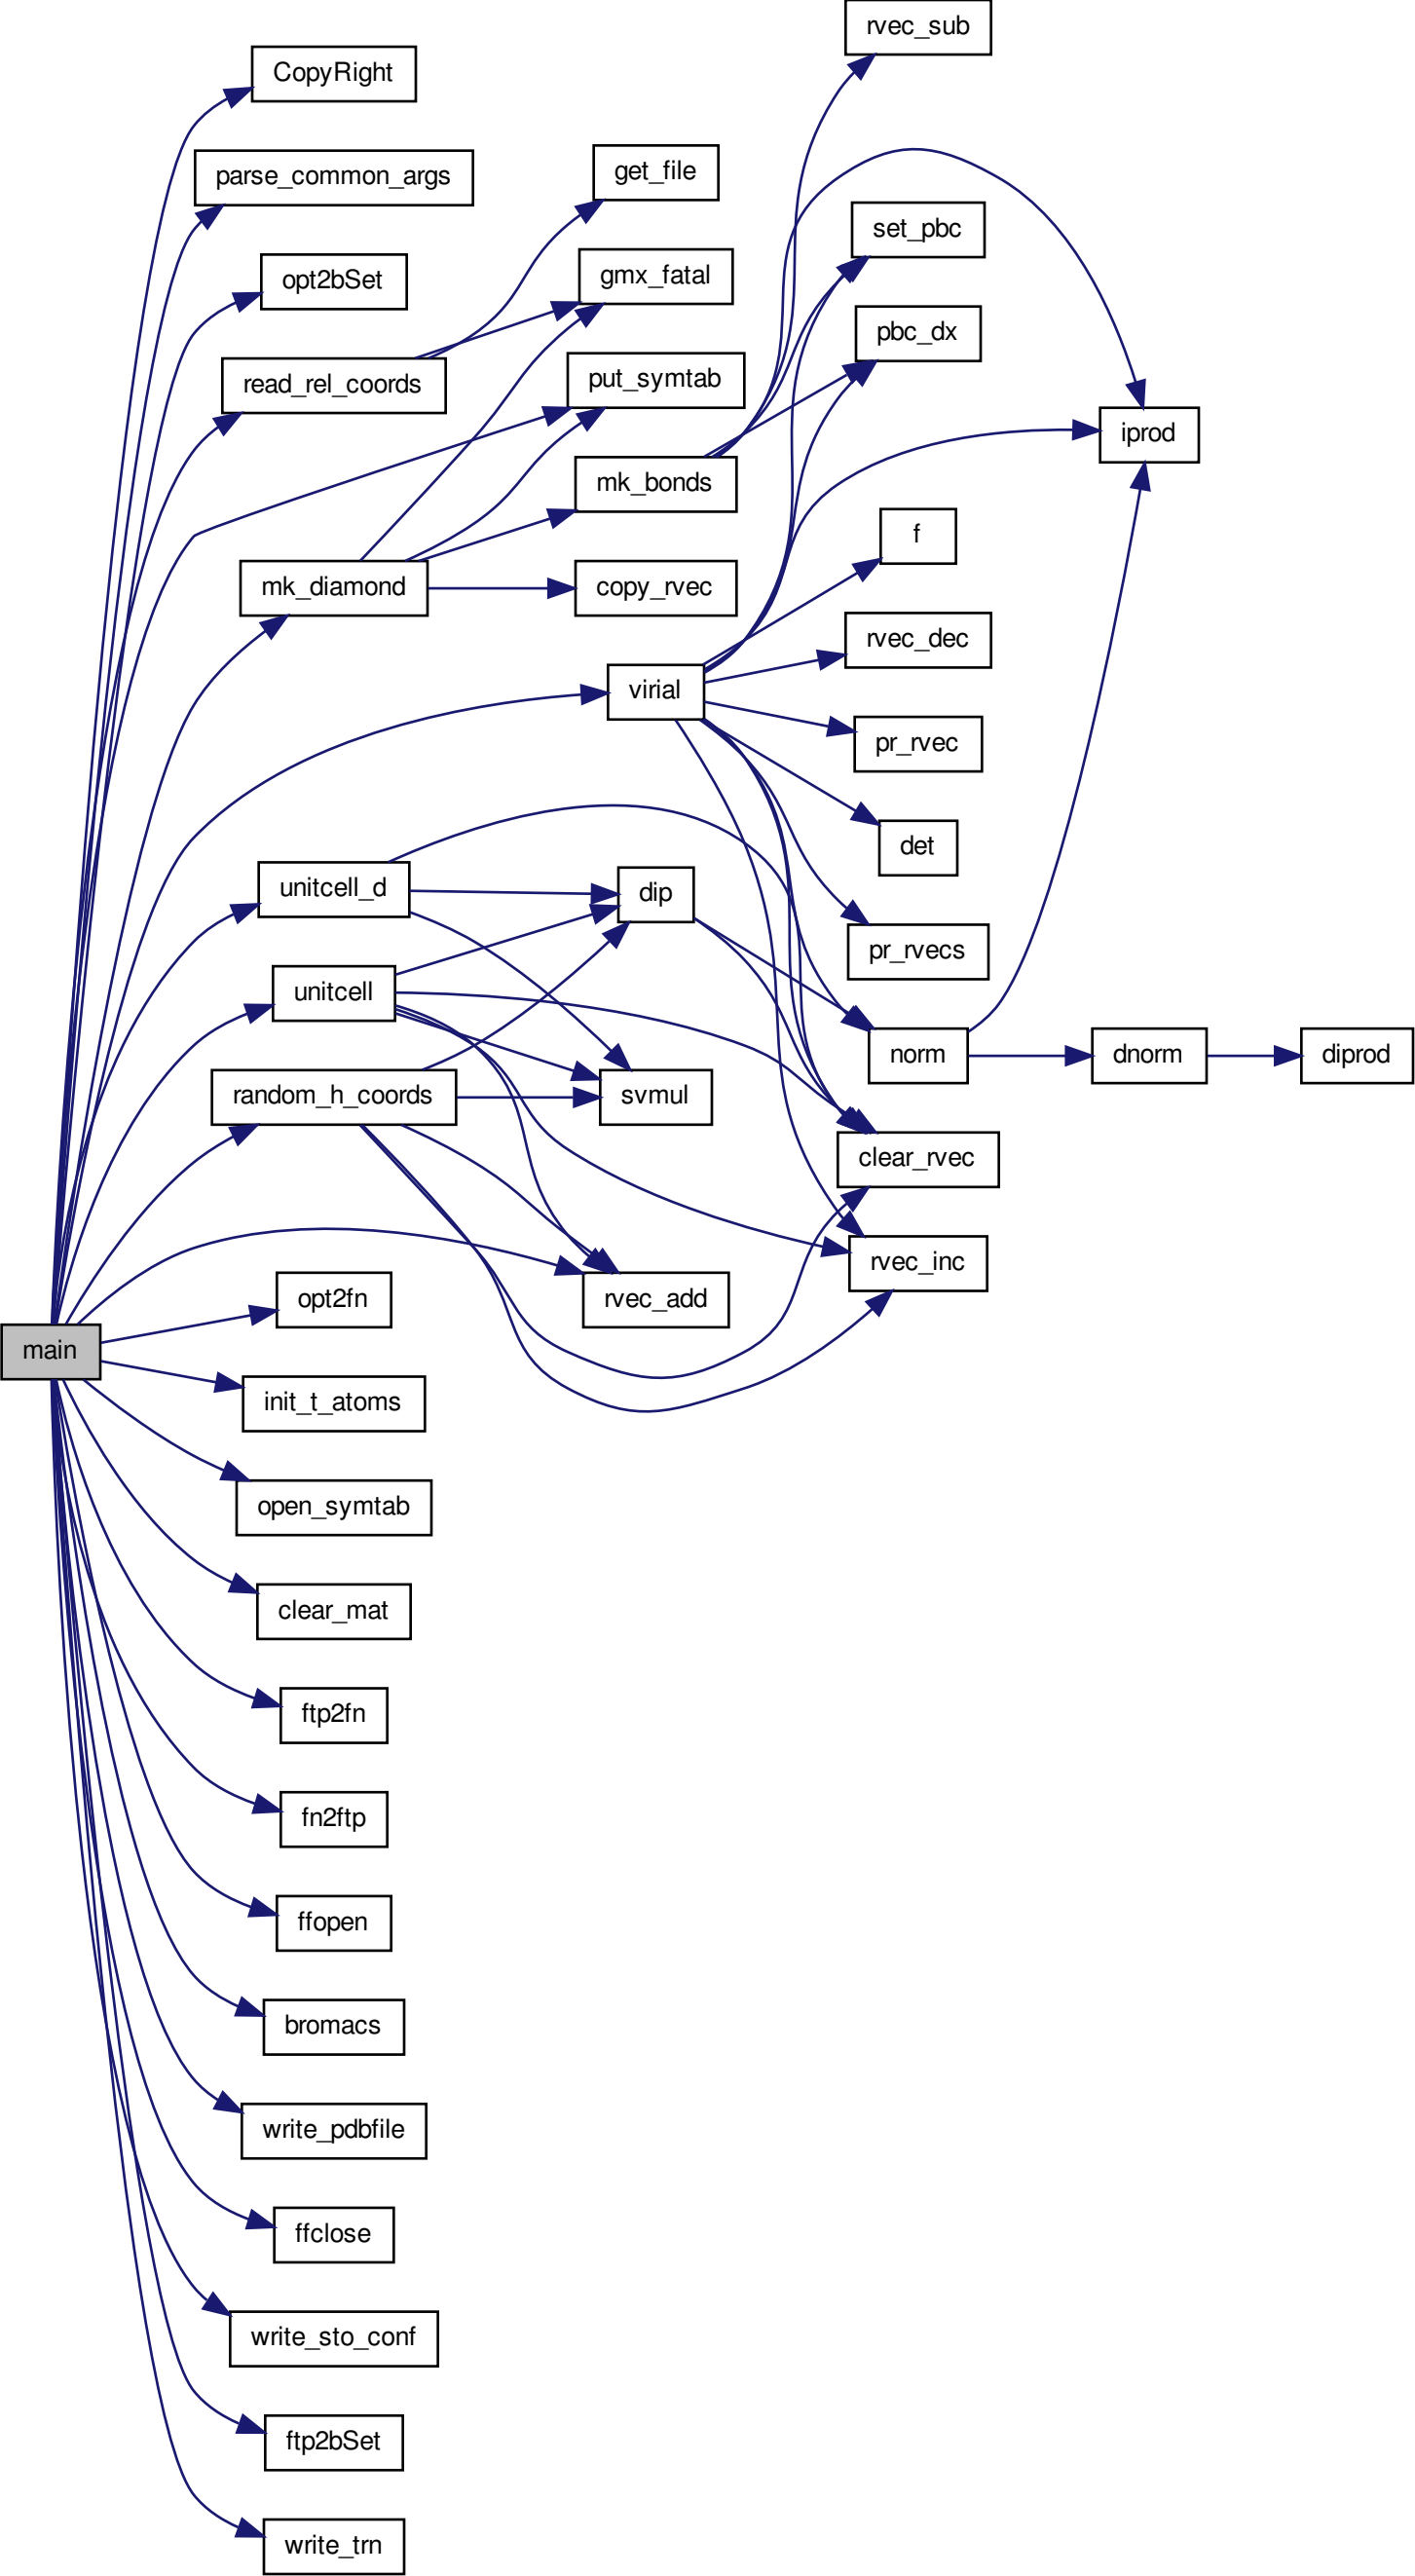 rvec_sub
CopyRight
parse_common_args
get_file
set_pbc
gmx_fatal
opt2bSet
pbc_dx
put_symtab
read_rel_coords
iprod
mk_bonds
f
mk_diamond
copy_rvec
rvec_dec
virial
pr_rvec
det
unitcell_d
dip
pr_rvecs
unitcell
norm
dnorm
diprod
random_h_coords
svmul
clear_rvec
rvec_inc
opt2fn
rvec_add
main
init_t_atoms
open_symtab
clear_mat
ftp2fn
fn2ftp
ffopen
bromacs
write_pdbfile
ffclose
write_sto_conf
ftp2bSet
write_trn